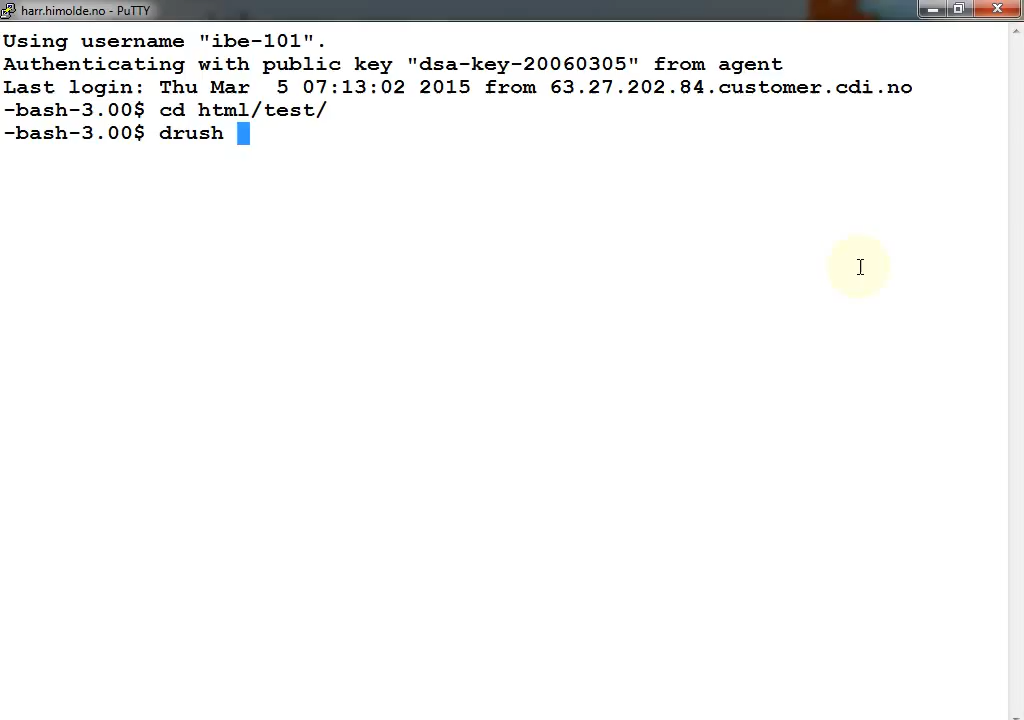 harr.himolde.no - PuTTY
Using username "ibe-101".
Authenticating with public key "dsa-key-20060305" from agent
Last login: Thu Mar  5 07:13:02 2015 from 63.27.202.84.customer.cdi.no
-bash-3.00$ cd html/test/
-bash-3.00$ drush